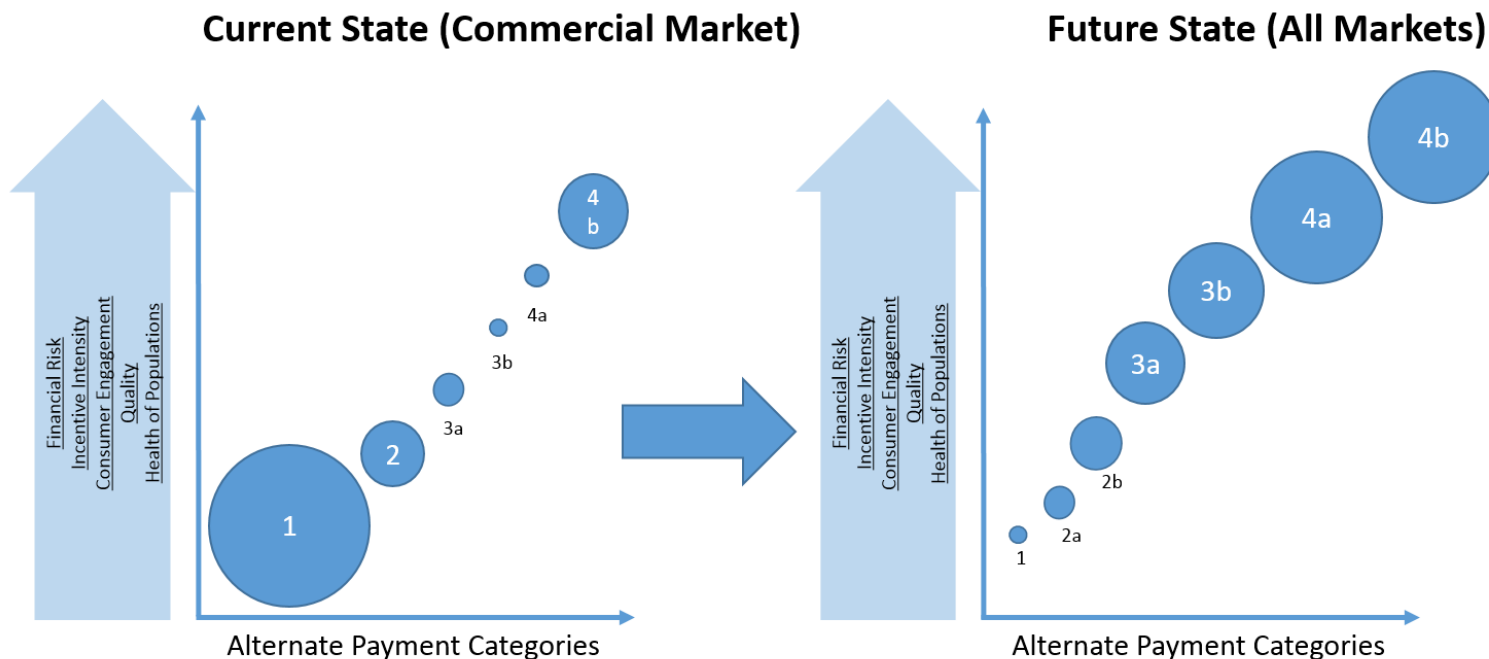 Current State (Commercial Market)
Future State (All Markets)
Financial Risk
Incentive Intensity
Consumer Engagement
Quality
Health of Populations
1
2
3a
3b
4a
4
b
Alternate Payment Categories
Financial Risk
Incentive Intensity
Consumer Engagement
Quality
Health of Populations
1
2a
2b
3a
3b
4a
4b
Alternate Payment Categories